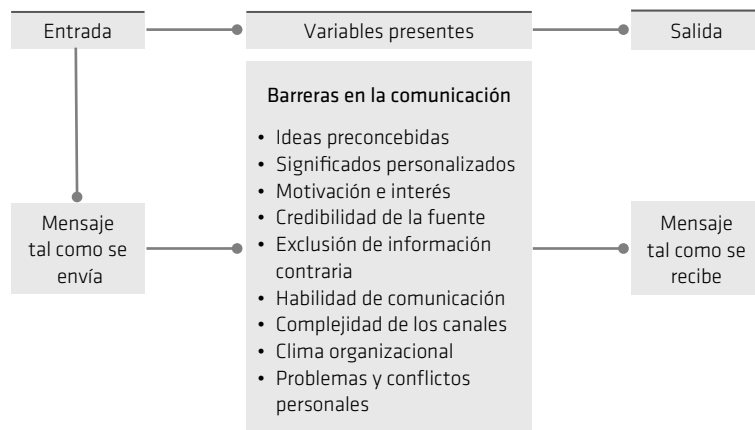 Entrada
Variables presentes
Salida
Mensaje
tal como se
envía
Barreras en la comunicación
• Ideas preconcebidas
• Significados personalizados
• Motivación e interés
• Credibilidad de la fuente
• Exclusión de información
contraria
• Habilidad de comunicación
• Complejidad de los canales
• Clima organizacional
• Problemas y conflictos
personales
Mensaje
tal como se
recibe